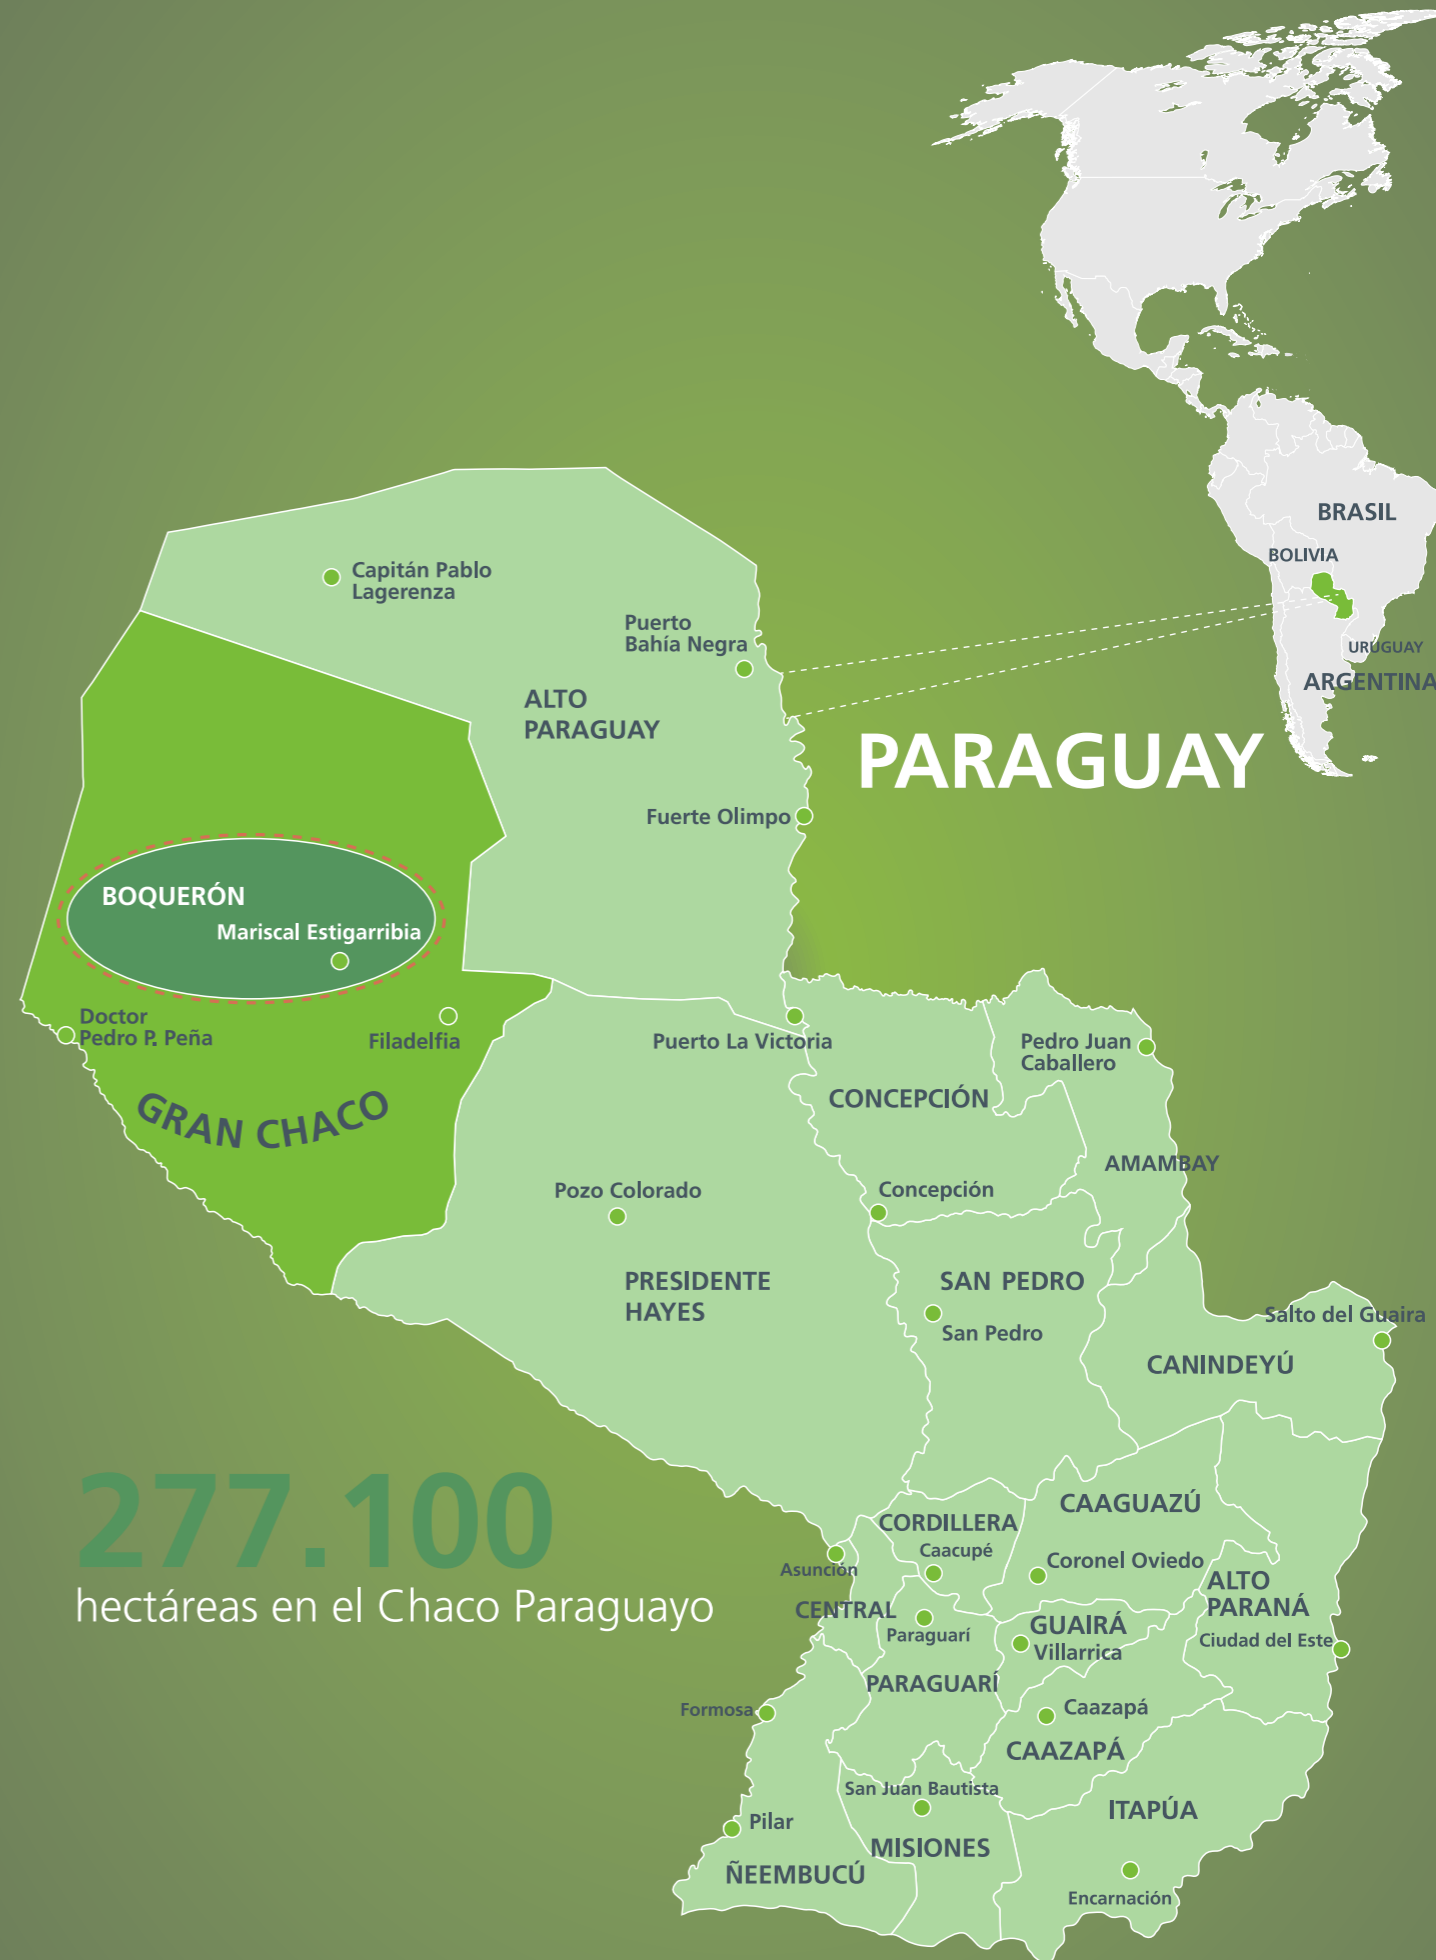 BRASIL
BOLIVIA
URUGUAY
ARGENTINA
PARAGUAY
Capitán Pablo
Lagerenza
Puerto
Bahía Negra
ALTO
PARAGUAY
Fuerte Olimpo
BOQUERÓN
Mariscal Estigarribia
Doctor
Pedro P. Peña
Filadelfia
GRAN CHACO
Puerto La Victoria
Pedro Juan
Caballero
CONCEPCIÓN
AMAMBAY
Concepción
Pozo Colorado
PRESIDENTE
HAYES
SAN PEDRO
San Pedro
Salto del Guaira
CANINDEYÚ
277.100
hectáreas en el Chaco Paraguayo
CAAGUAZÚ
CORDILLERA
Caacupé
Coronel Oviedo
Asunción
ALTO
PARANÁ
CENTRAL
Paraguarí
GUAIRÁ
Villarrica
Ciudad del Este
PARAGUARÍ
Formosa
Caazapá
CAAZAPÁ
San Juan Bautista
ITAPÚA
Pilar
MISIONES
ÑEEMBUCÚ
Encarnación